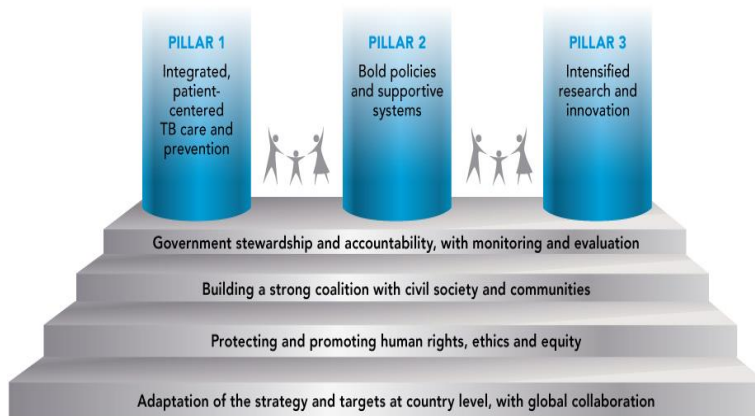 PILLAR 1
Integrated,
patient-
centered
TB care and
prevention
PILLAR 2
Bold policies
and supportive
systems
PILLAR 3
Intensified
research and
innovation
Government stewardship and accountability, with monitoring and evaluation
Building a strong coalition with civil society and communities
Protecting and promoting human rights, ethics and equity
Adaptation of the strategy and targets at country level, with global collaboration